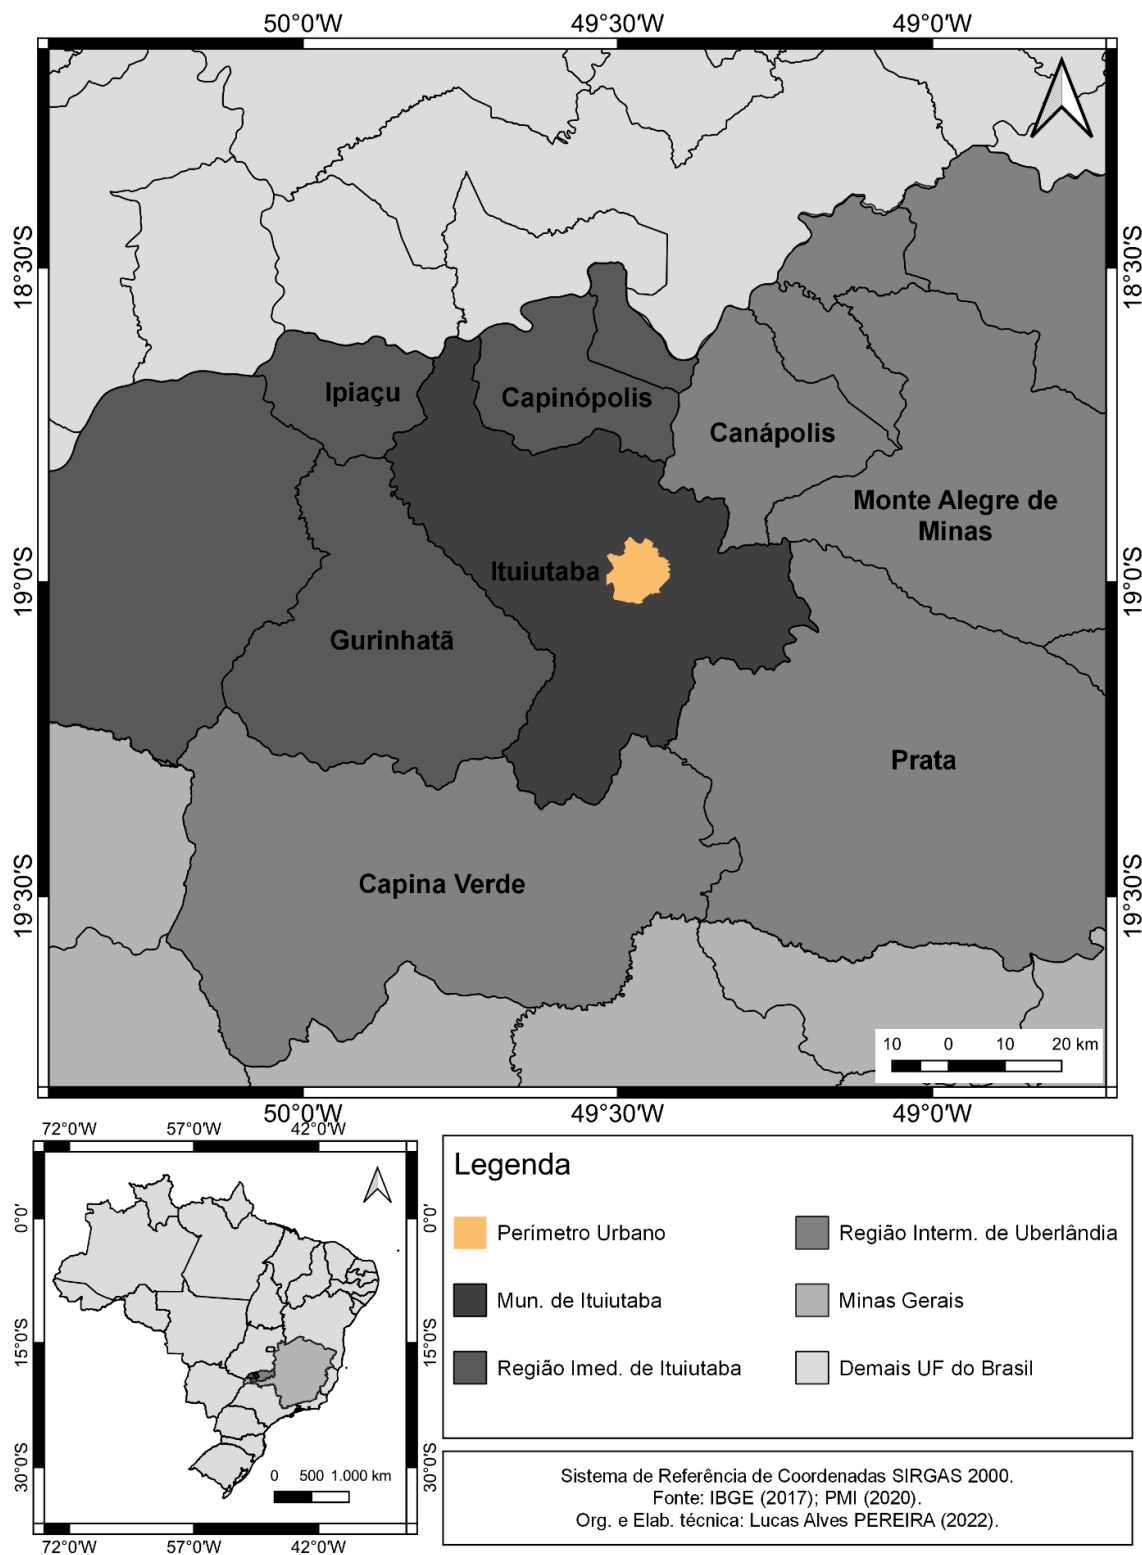 50°0'W 49°30'W 49°0'W
18°30'S 18°30'S
Ipiaçu
Capinópolis
Canápolis
Monte Alegre de
Minas
Ituiutaba
19°0'S 19°0'S
Gurinhatã
Prata
Capina Verde
19°30'S 19°30'S
10 0 10 20 km
50°0'W 49°30'W 49°0'W
72°0'W 57°0'W 42°0'W
0°0' 0°0'
15°0'S 15°0'S
30°0'S 30°0'S
0 500 1.000 km
72°0'W 57°0'W 42°0'W
Legenda
Perímetro Urbano
Mun. de Ituiutaba
Região Imed. de Ituiutaba
Região Interm. de Uberlândia
Minas Gerais
Demais UF do Brasil
Sistema de Referência de Coordenadas SIRGAS 2000.
Fonte: IBGE (2017); PMI (2020).
Org. e Elab. técnica: Lucas Alves PEREIRA (2022).